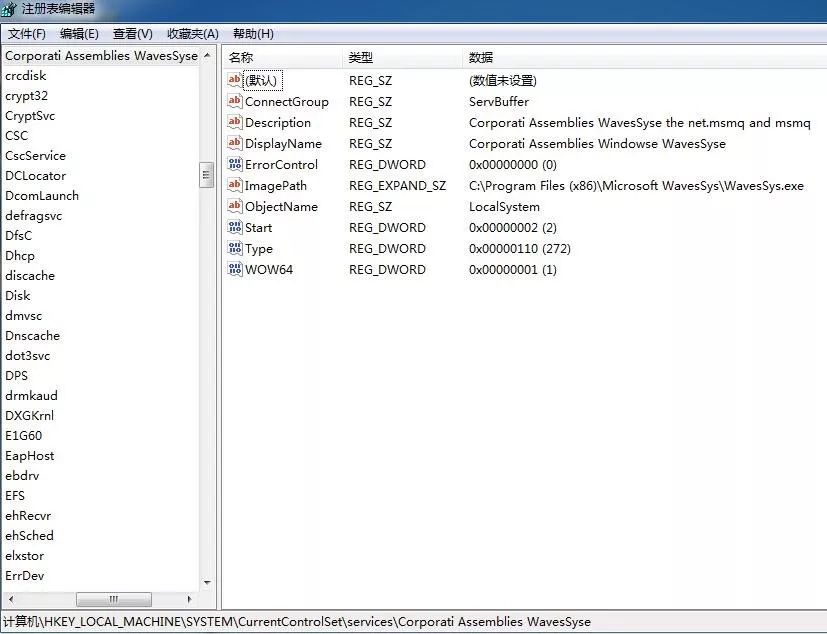 注册表编辑器
文件(F) 编辑(E) 查看(V) 收藏夹(A) 帮助(H)
Corporati Assemblies WavesSyse
crcdisk
crypt32
CryptSvc
CSC
CscService
DCLocator
DcomLaunch
defragsvc
DfsC
Dhcp
discache
Disk
dmvsc
Dnscache
dot3svc
DPS
drmkaud
DXGKrnl
E1G60
EapHost
ebdrv
EFS
ehRecvr
ehSched
elxstor
ErrDev
名称 类型 数据
(默认) REG_SZ (数值未设置)
ConnectGroup REG_SZ ServBuffer
Description REG_SZ Corporati Assemblies WavesSyse the net.msmq and msmq
DisplayName REG_SZ Corporati Assemblies Windowse WavesSyse
ErrorControl REG_DWORD 0x00000000 (0)
ImagePath REG_EXPAND_SZ C:\Program Files (x86)\Microsoft WavesSys\WavesSys.exe
ObjectName REG_SZ LocalSystem
Start REG_DWORD 0x00000002 (2)
Type REG_DWORD 0x00000110 (272)
WOW64 REG_DWORD 0x00000001 (1)
计算机\HKEY_LOCAL_MACHINE\SYSTEM\CurrentControlSet\services\Corporati Assemblies WavesSyse